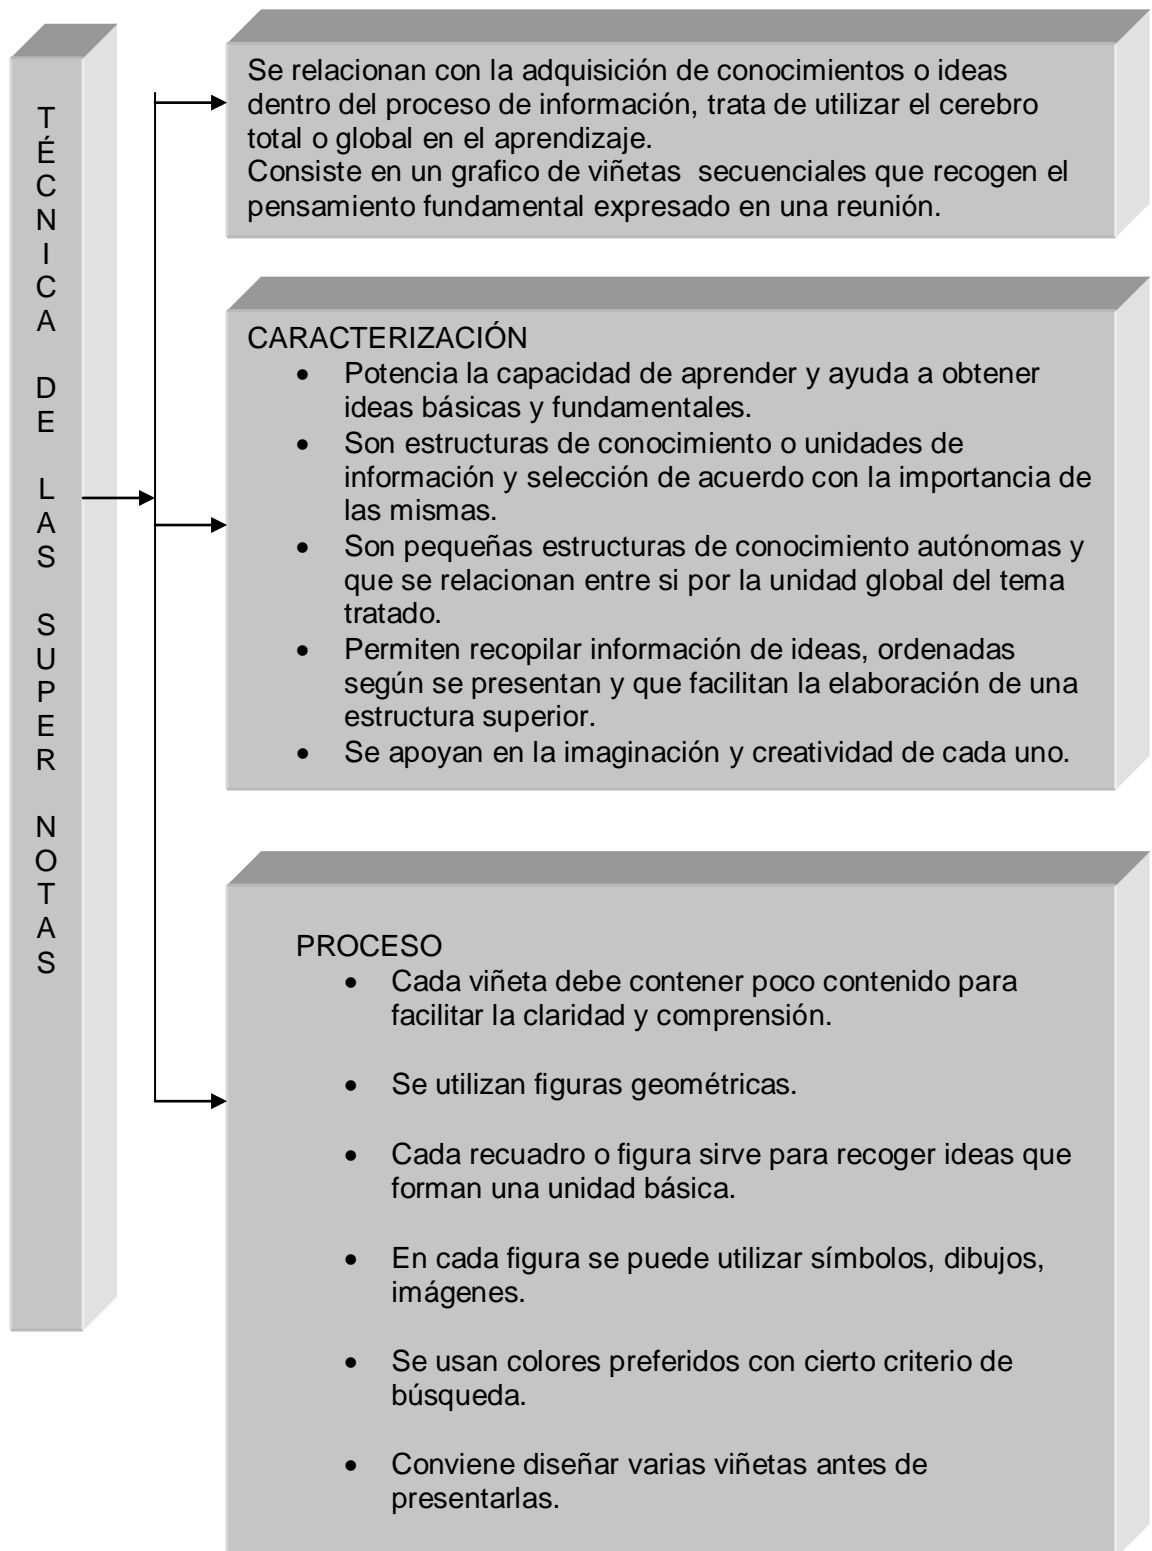 TÉCNICA DE LAS SUPER NOTAS
Se relacionan con la adquisición de conocimientos o ideas
dentro del proceso de información, trata de utilizar el cerebro
total o global en el aprendizaje.
Consiste en un grafico de viñetas secuenciales que recogen el
pensamiento fundamental expresado en una reunión.
CARACTERIZACIÓN
• Potencia la capacidad de aprender y ayuda a obtener
ideas básicas y fundamentales.
• Son estructuras de conocimiento o unidades de
información y selección de acuerdo con la importancia de
las mismas.
• Son pequeñas estructuras de conocimiento autónomas y
que se relacionan entre si por la unidad global del tema
tratado.
• Permiten recopilar información de ideas, ordenadas
según se presentan y que facilitan la elaboración de una
estructura superior.
• Se apoyan en la imaginación y creatividad de cada uno.
PROCESO
• Cada viñeta debe contener poco contenido para
facilitar la claridad y comprensión.
• Se utilizan figuras geométricas.
• Cada recuadro o figura sirve para recoger ideas que
forman una unidad básica.
• En cada figura se puede utilizar símbolos, dibujos,
imágenes.
• Se usan colores preferidos con cierto criterio de
búsqueda.
• Conviene diseñar varias viñetas antes de
presentarlas.